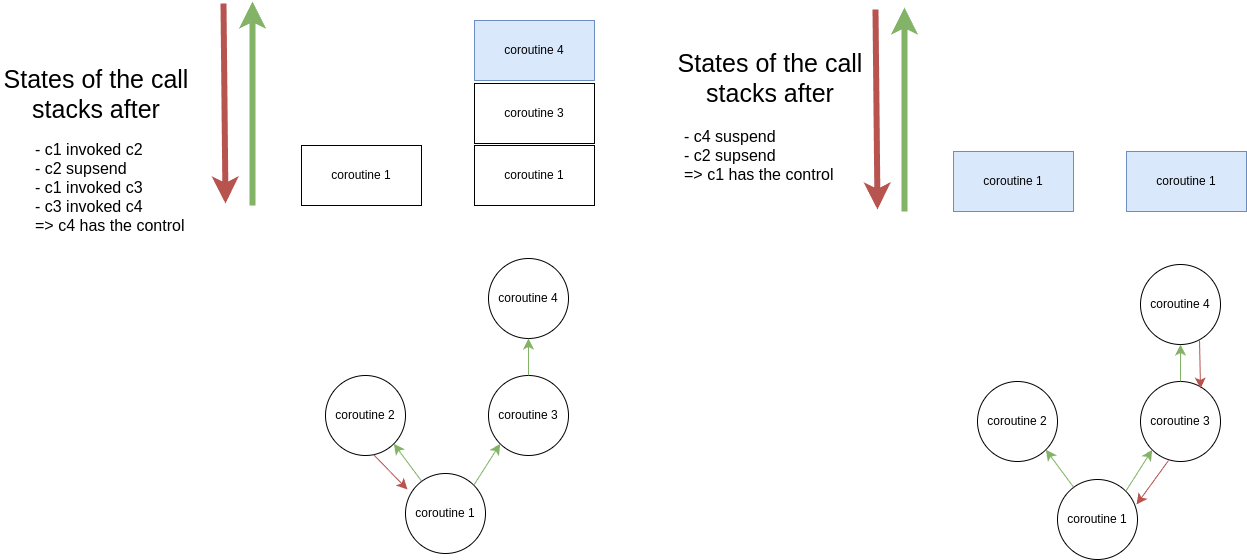 States of the call
stacks after
- c1 invoked c2
- c2 supsend
- c1 invoked c3
- c3 invoked c4
=> c4 has the control
coroutine 1
coroutine 4
coroutine 3
coroutine 1
coroutine 4
coroutine 2
coroutine 3
coroutine 1
States of the call
stacks after
- c4 suspend
- c2 supsend
=> c1 has the control
coroutine 1
coroutine 1
coroutine 4
coroutine 2
coroutine 3
coroutine 1